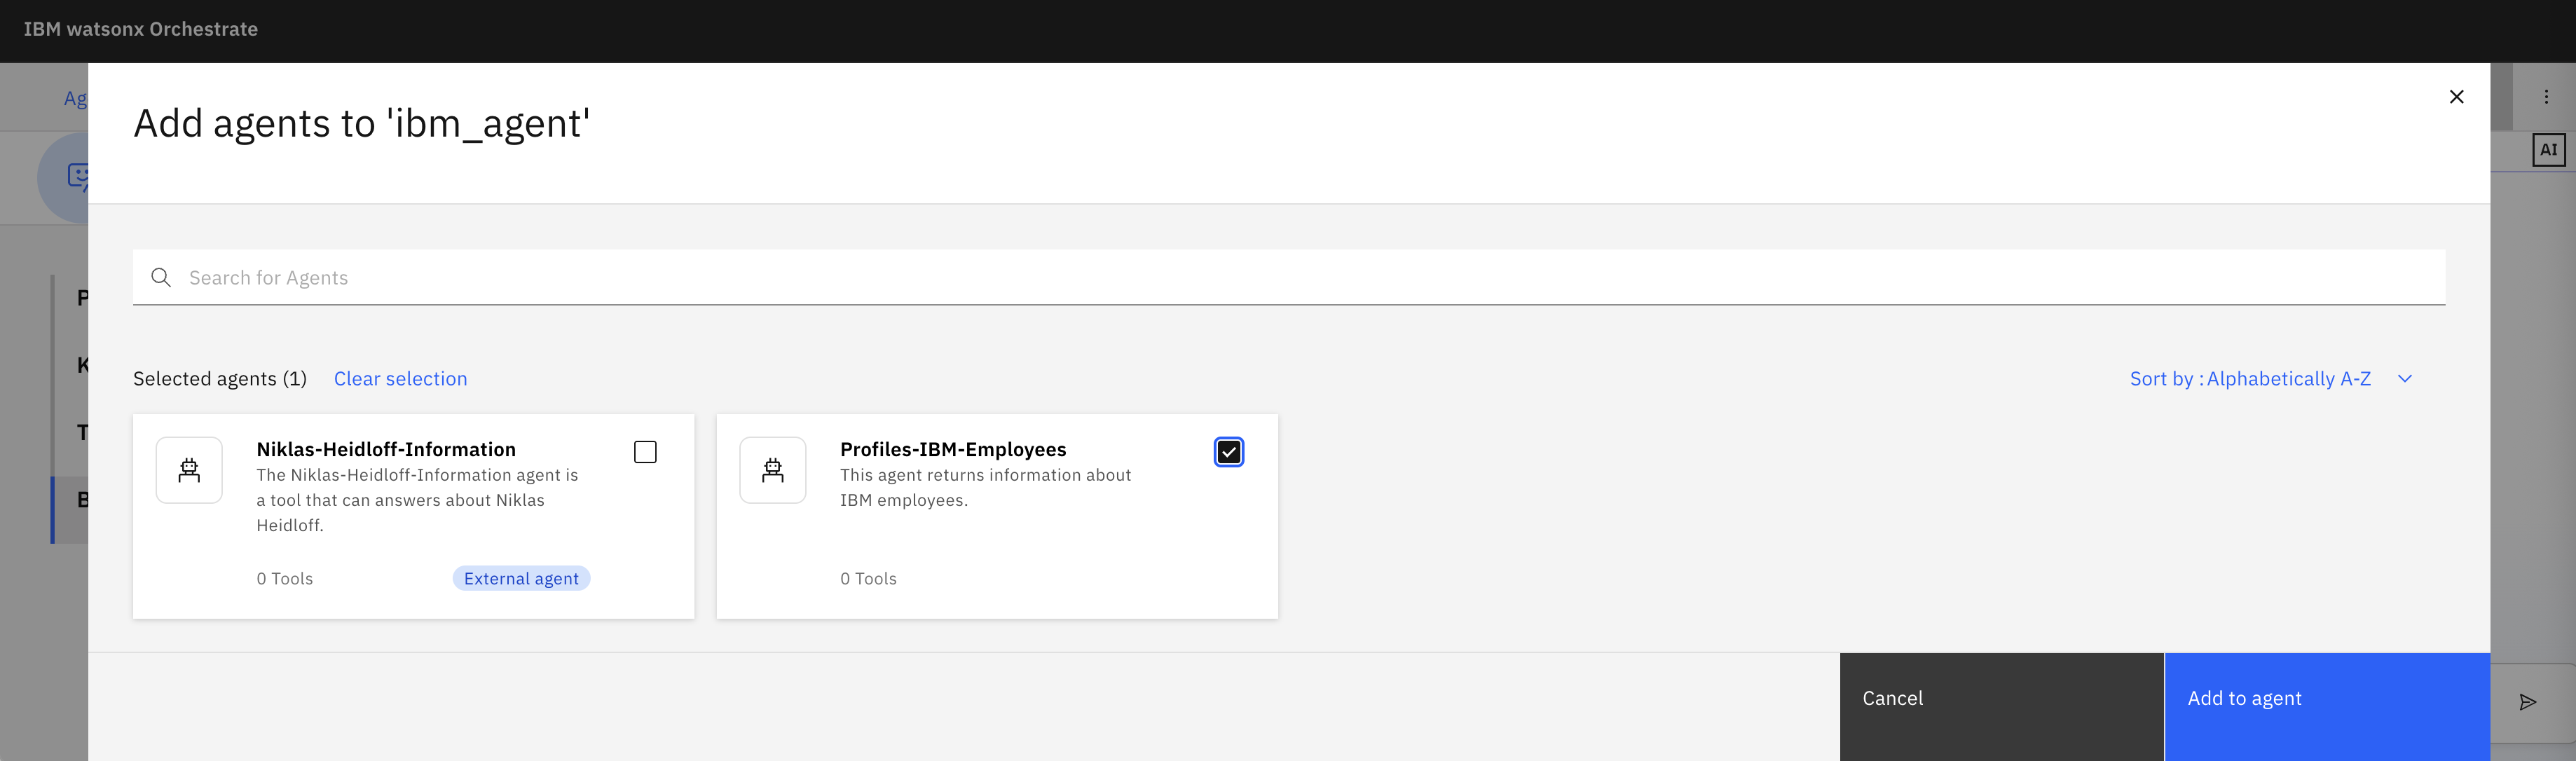 IBM watsonx Orchestrate
Ag
Add agents to 'ibm_agent'
AI
Search for Agents
P
K
T
B
Selected agents (1) Clear selection Sort by : Alphabetically A-Z
Niklas-Heidloff-Information
The Niklas-Heidloff-Information agent is
a tool that can answers about Niklas
Heidloff.
0 Tools External agent
Profiles-IBM-Employees
This agent returns information about
IBM employees.
0 Tools
Cancel Add to agent